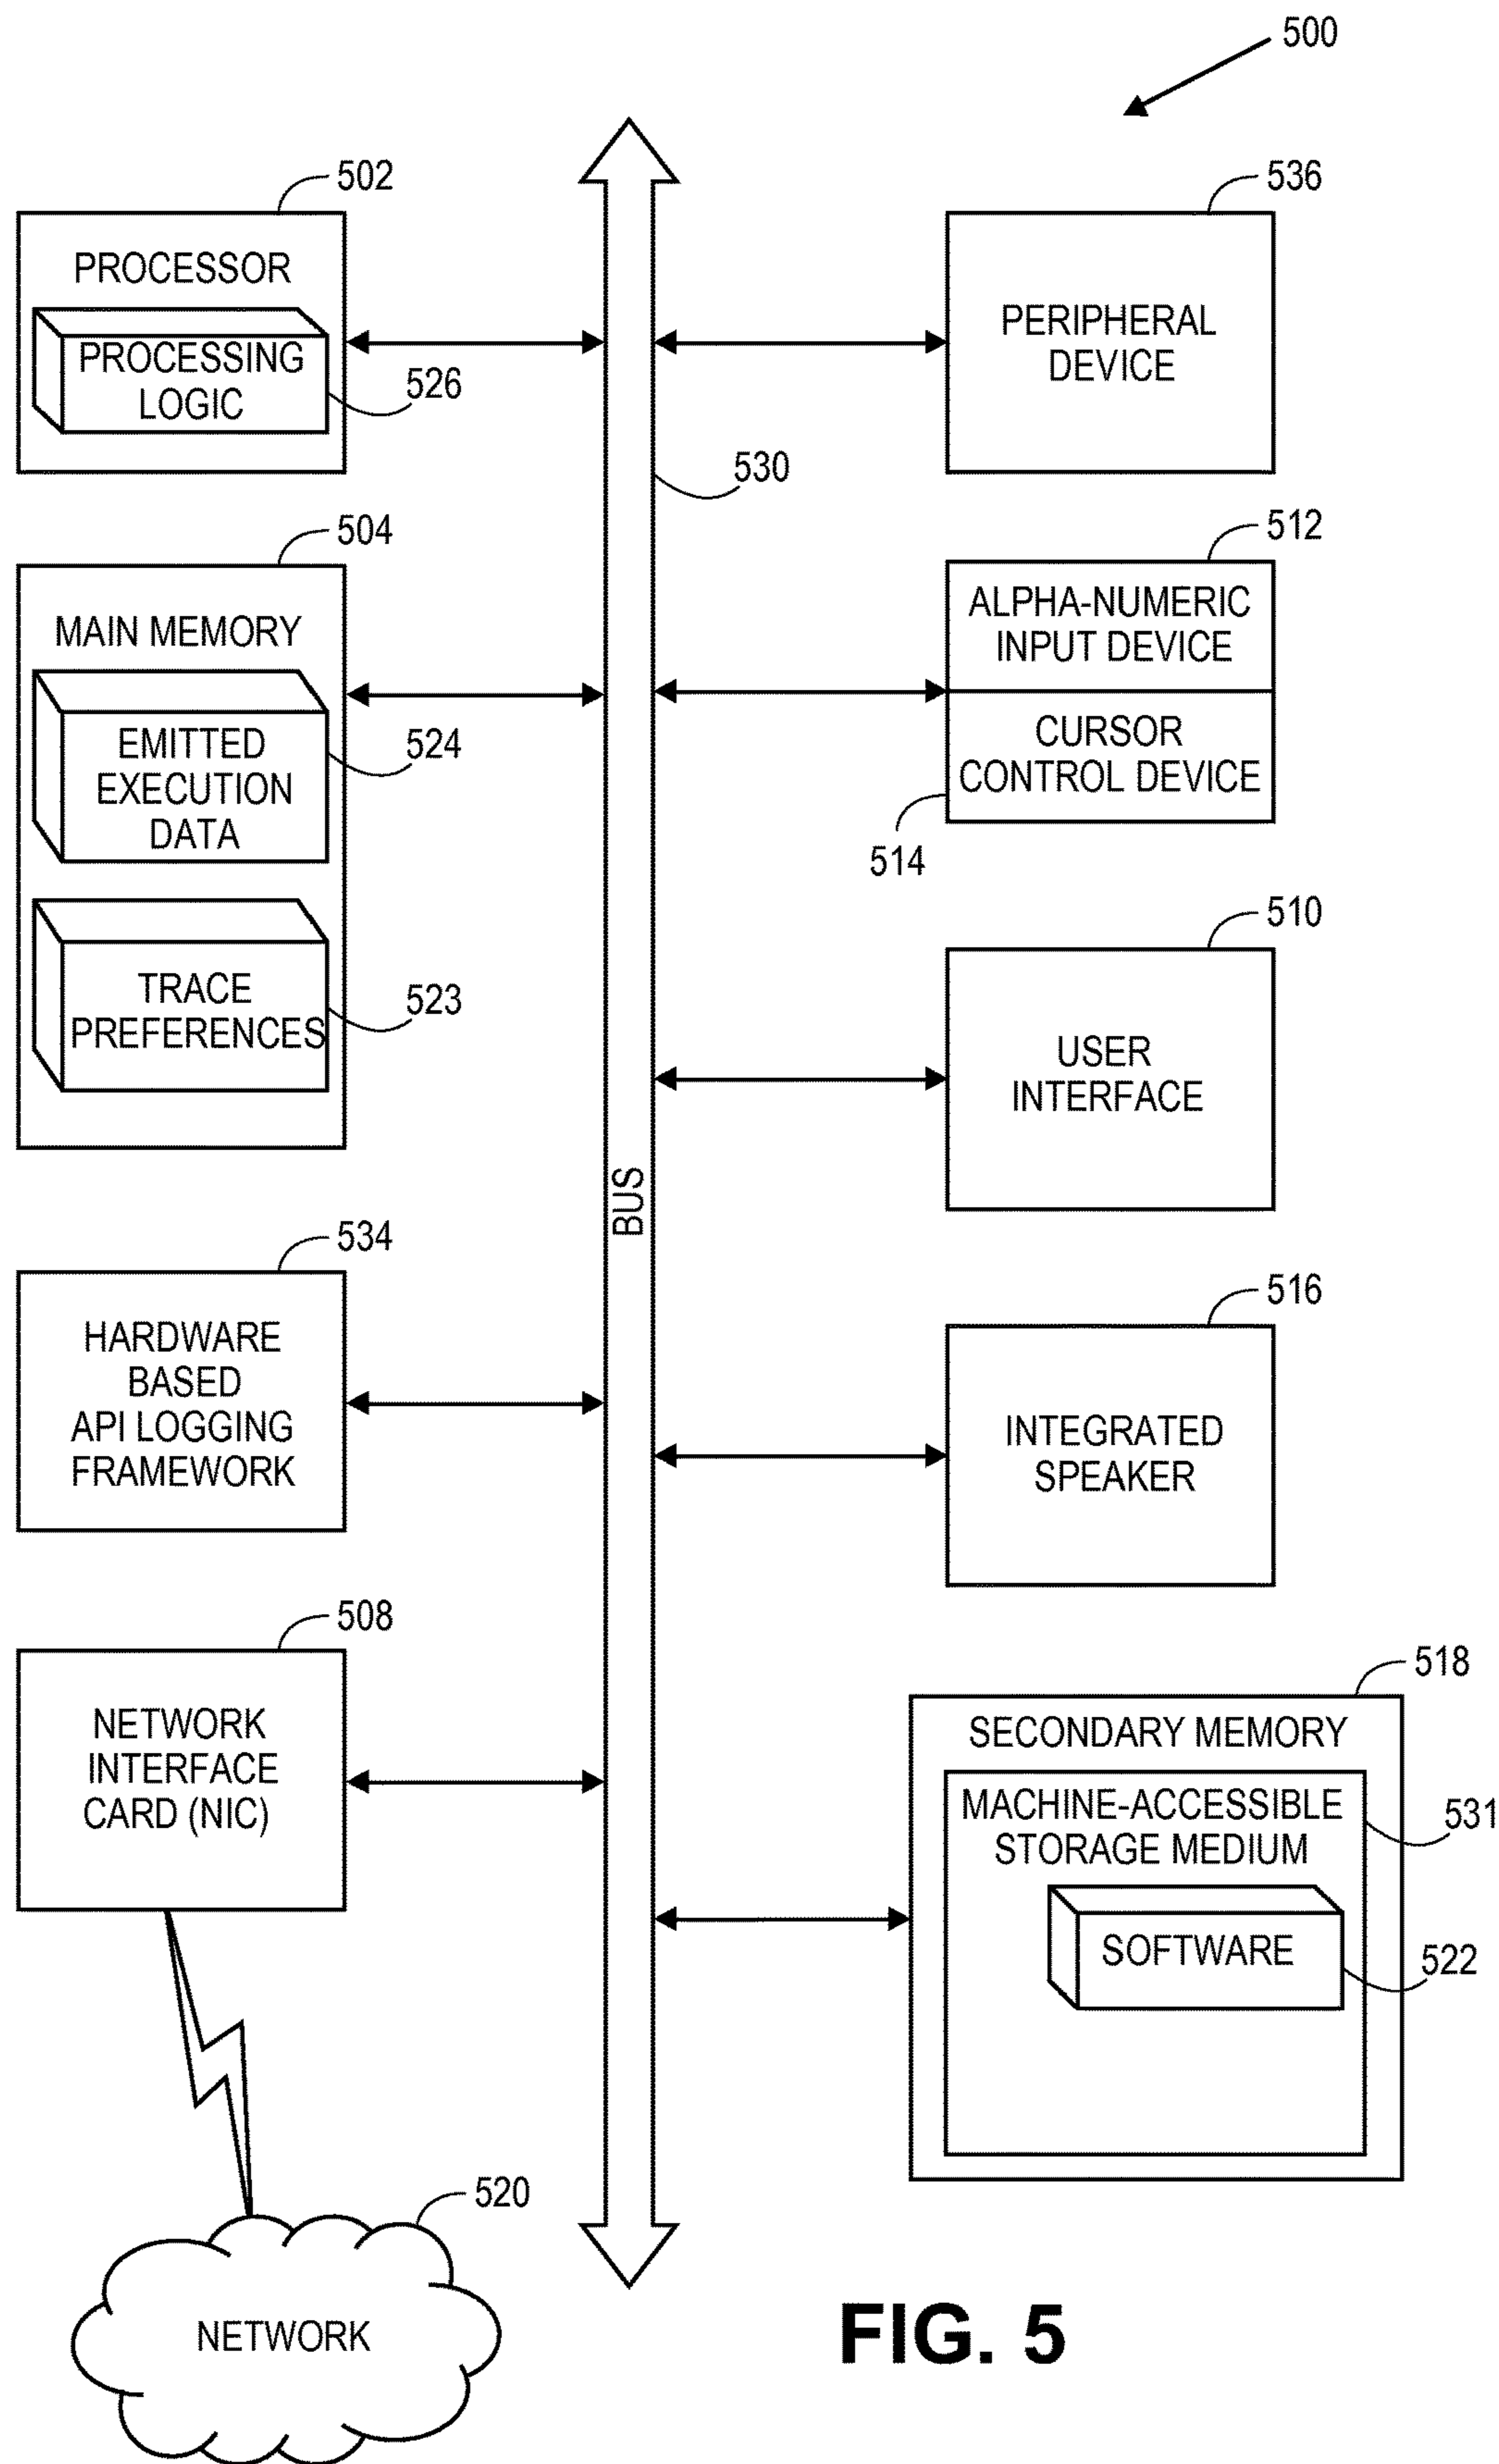 500
502
PROCESSOR
PROCESSING
LOGIC
526
536
PERIPHERAL
DEVICE
530
504
MAIN MEMORY
EMITTED
EXECUTION
DATA
524
TRACE
PREFERENCES
523
512
ALPHA-NUMERIC
INPUT DEVICE
CURSOR
CONTROL DEVICE
514
510
USER
INTERFACE
BUS
534
HARDWARE
BASED
API LOGGING
FRAMEWORK
516
INTEGRATED
SPEAKER
508
NETWORK
INTERFACE
CARD (NIC)
518
SECONDARY MEMORY
MACHINE-ACCESSIBLE
STORAGE MEDIUM
531
SOFTWARE
522
520
NETWORK
FIG. 5